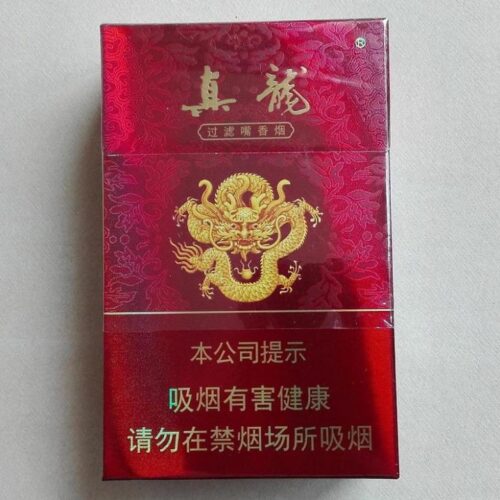 真龍
®
过滤嘴香烟
本公司提示
吸烟有害健康
请勿在禁烟场所吸烟